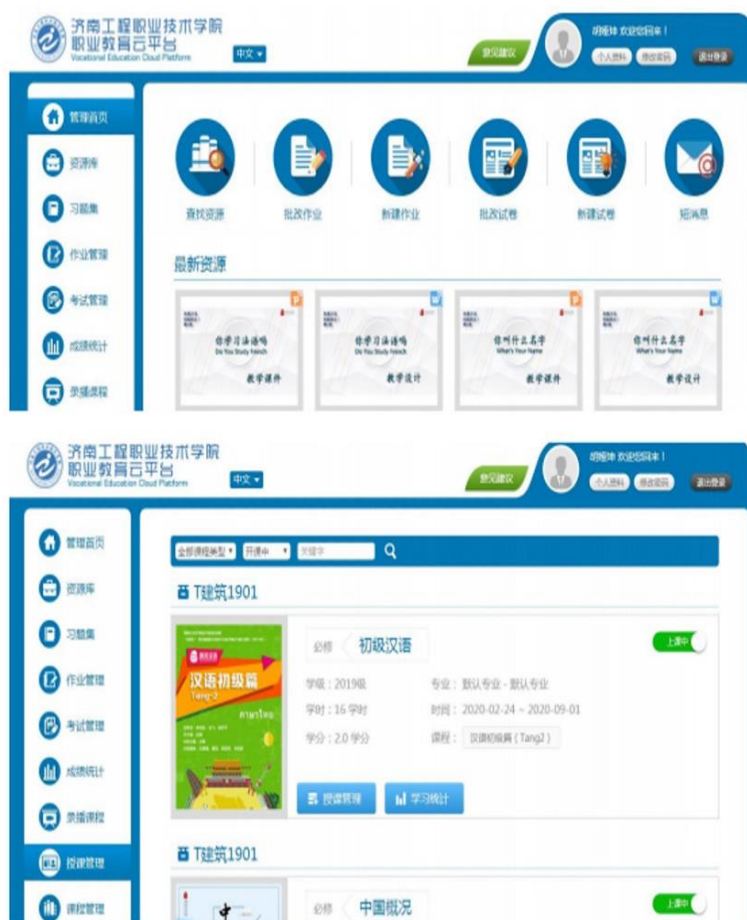 济南工程职业技术学院
职业教育云平台
Vocational Education Cloud Platform
中文
意见建议
欢迎您回来！
个人资料
修改密码
退出登录
管理首页
资源库
习题集
作业管理
考试管理
成绩统计
录播课程
查找资源
批改作业
新建作业
批改试卷
新建试卷
短消息
最新资源
你学习法语吗
Do You Study French
教学课件
你学习法语吗
Do You Study French
教学设计
你叫什么名字
What's Your Name
教学课件
你叫什么名字
What's Your Name
教学设计
济南工程职业技术学院
职业教育云平台
Vocational Education Cloud Platform
中文
意见建议
欢迎您回来！
个人资料
修改密码
退出登录
管理首页
资源库
习题集
作业管理
考试管理
成绩统计
录播课程
授课管理
课程管理
全部课程类型
开课中
关键字
T建筑1901
汉语初级篇
Tang-2
ภาษาไทย
必修
初级汉语
上课中
学级：2019级
专业：默认专业 - 默认专业
学时：16 学时
时间：2020-02-24 ~ 2020-09-01
学分：2.0 学分
课程：汉语初级篇 ( Tang2 )
授课管理
学习统计
T建筑1901
中
必修
中国概况
上课中